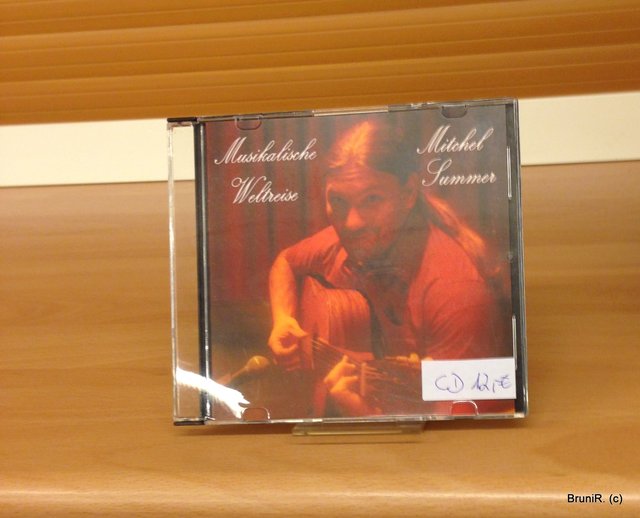 Musikalische
Weltreise
Mitchel
Summer
CD 12,-€
BruniR. (c)